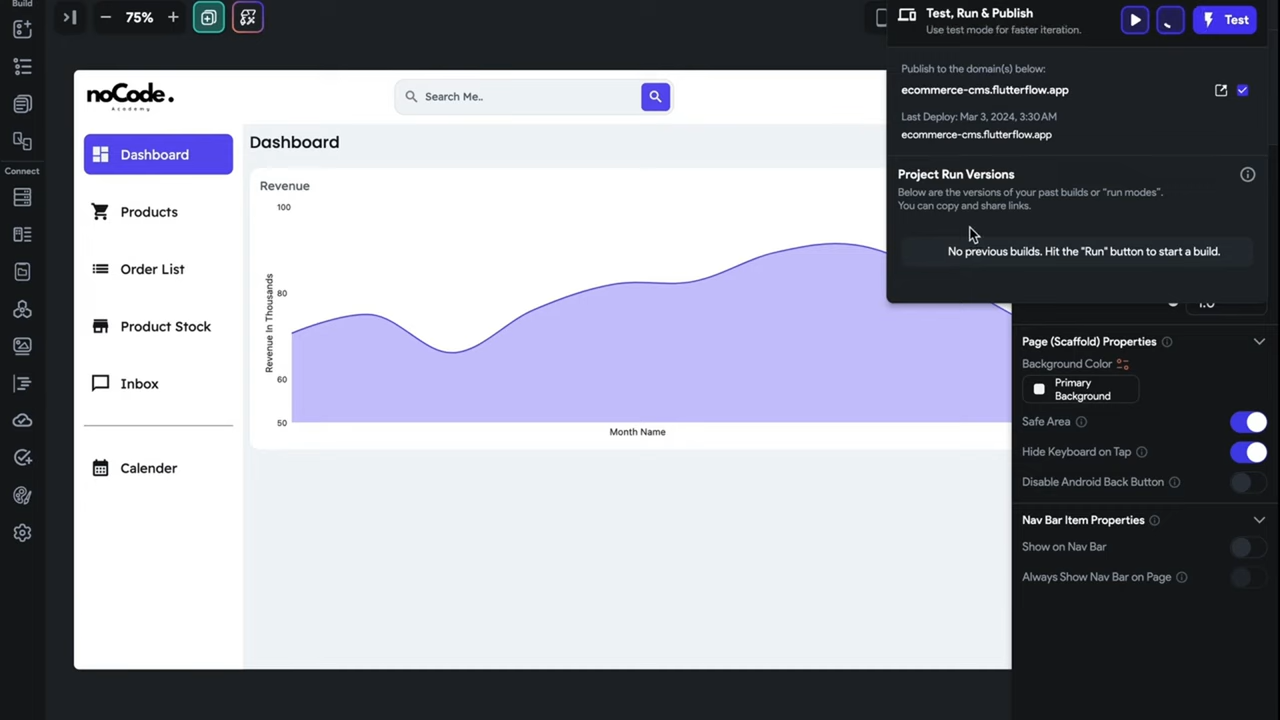 Build
75%
Test, Run & Publish
Use test mode for faster iteration.
Test
Publish to the domain(s) below:
ecommerce-cms.flutterflow.app
Last Deploy: Mar 3, 2024, 3:30 AM
ecommerce-cms.flutterflow.app
Project Run Versions
Below are the versions of your past builds or "run modes".
You can copy and share links.
No previous builds. Hit the "Run" button to start a build.
Connect
noCode.
Academy
Search Me..
Dashboard
Products
Order List
Product Stock
Inbox
Calender
Dashboard
Revenue
100
80
60
50
Revenue In Thousands
Month Name
1.0
Page (Scaffold) Properties
Background Color
Primary
Background
Safe Area
Hide Keyboard on Tap
Disable Android Back Button
Nav Bar Item Properties
Show on Nav Bar
Always Show Nav Bar on Page